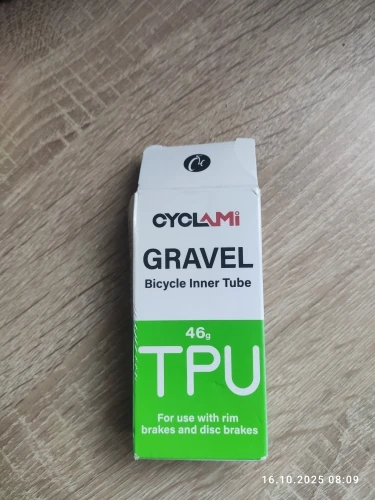 CYCLAMI
GRAVEL
Bicycle Inner Tube
46g
TPU
For use with rim
brakes and disc brakes
16.10.2025 08:09